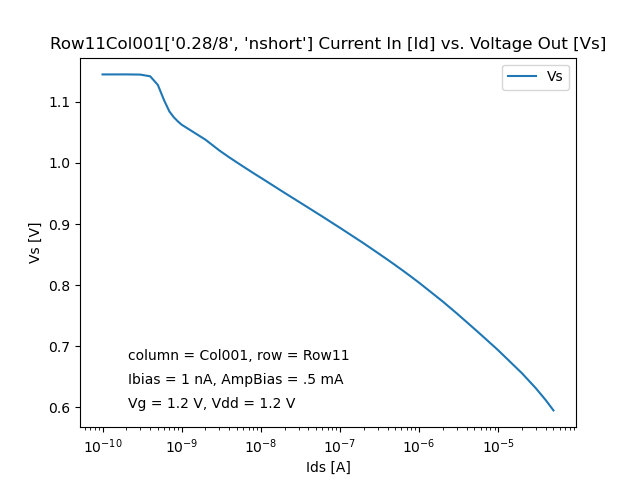 Row11Col001['0.28/8', 'nshort'] Current In [Id] vs. Voltage Out [Vs]
Vs
1.1
1.0
0.9
0.8
0.7
0.6
Vs [V]
column = Col001, row = Row11
Ibias = 1 nA, AmpBias = .5 mA
Vg = 1.2 V, Vdd = 1.2 V
10⁻¹⁰ 10⁻⁹ 10⁻⁸ 10⁻⁷ 10⁻⁶ 10⁻⁵
Ids [A]